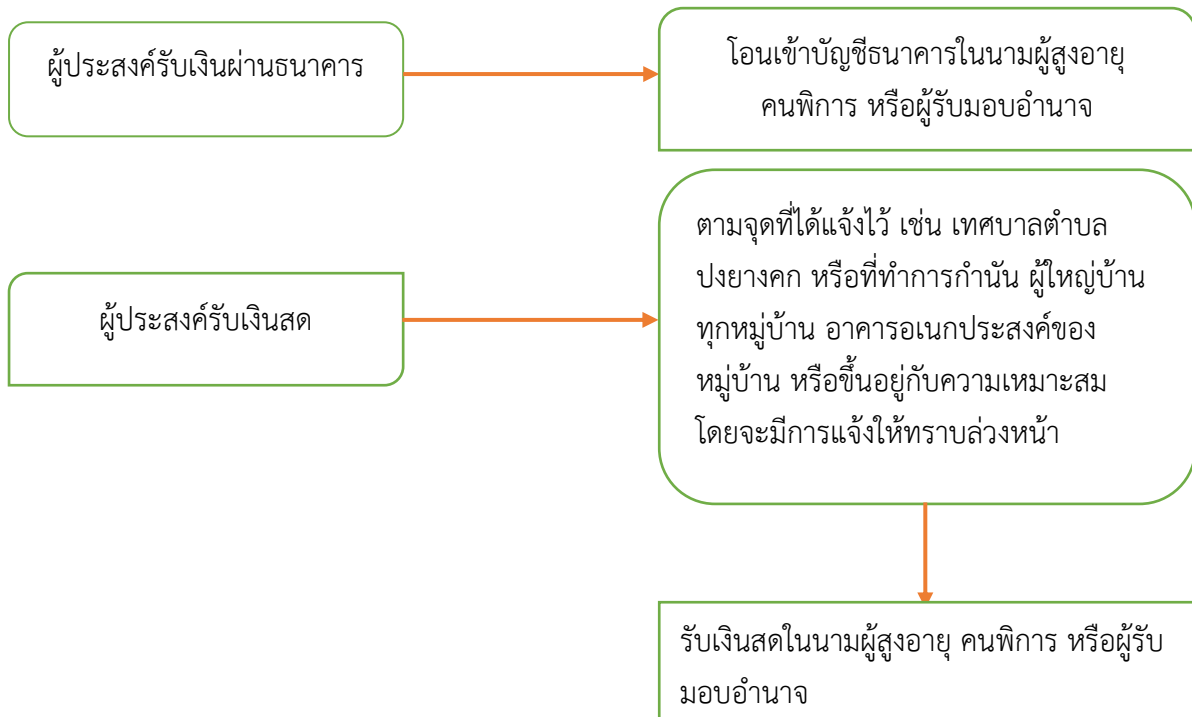 ผู้ประสงค์รับเงินผ่านธนาคาร
โอนเข้าบัญชีธนาคารในนามผู้สูงอายุ
คนพิการ หรือผู้รับมอบอำนาจ
ผู้ประสงค์รับเงินสด
ตามจุดที่ได้แจ้งไว้ เช่น เทศบาลตำบล
ปงยางคก หรือที่ทำการกำนัน ผู้ใหญ่บ้าน
ทุกหมู่บ้าน อาคารอเนกประสงค์ของ
หมู่บ้าน หรือขึ้นอยู่กับความเหมาะสม
โดยจะมีการแจ้งให้ทราบล่วงหน้า
รับเงินสดในนามผู้สูงอายุ คนพิการ หรือผู้รับ
มอบอำนาจ